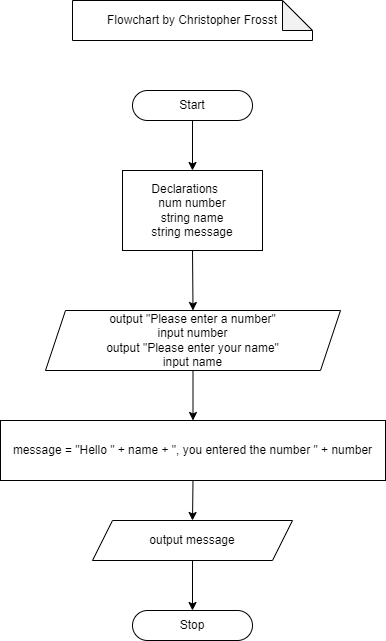 Flowchart by Christopher Frosst
Start
Declarations
num number
string name
string message
output "Please enter a number"
input number
output "Please enter your name"
input name
message = "Hello " + name + ", you entered the number " + number
output message
Stop